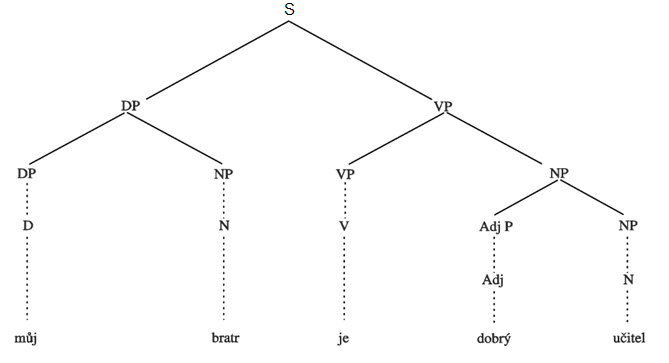 S
DP VP
DP NP VP NP
D N V Adj P NP
Adj N
můj bratr je dobrý učitel